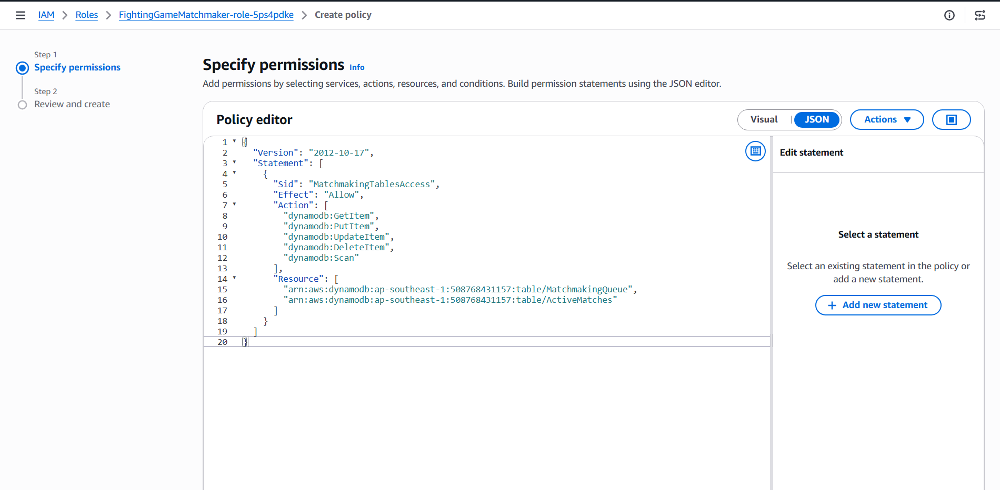 IAM > Roles > FightingGameMatchmaker-role-5ps4pdke > Create policy
Step 1
Specify permissions
Step 2
Review and create
Specify permissions Info
Add permissions by selecting services, actions, resources, and conditions. Build permission statements using the JSON editor.
Policy editor
Visual | JSON
Actions
1 {
2 "Version": "2012-10-17",
3 "Statement": [
4 {
5 "Sid": "MatchmakingTablesAccess",
6 "Effect": "Allow",
7 "Action": [
8 "dynamodb:GetItem",
9 "dynamodb:PutItem",
10 "dynamodb:UpdateItem",
11 "dynamodb:DeleteItem",
12 "dynamodb:Scan"
13 ],
14 "Resource": [
15 "arn:aws:dynamodb:ap-southeast-1:508768431157:table/MatchmakingQueue",
16 "arn:aws:dynamodb:ap-southeast-1:508768431157:table/ActiveMatches"
17 ]
18 }
19 ]
20 }
Edit statement
Select a statement
Select an existing statement in the policy or
add a new statement.
+ Add new statement